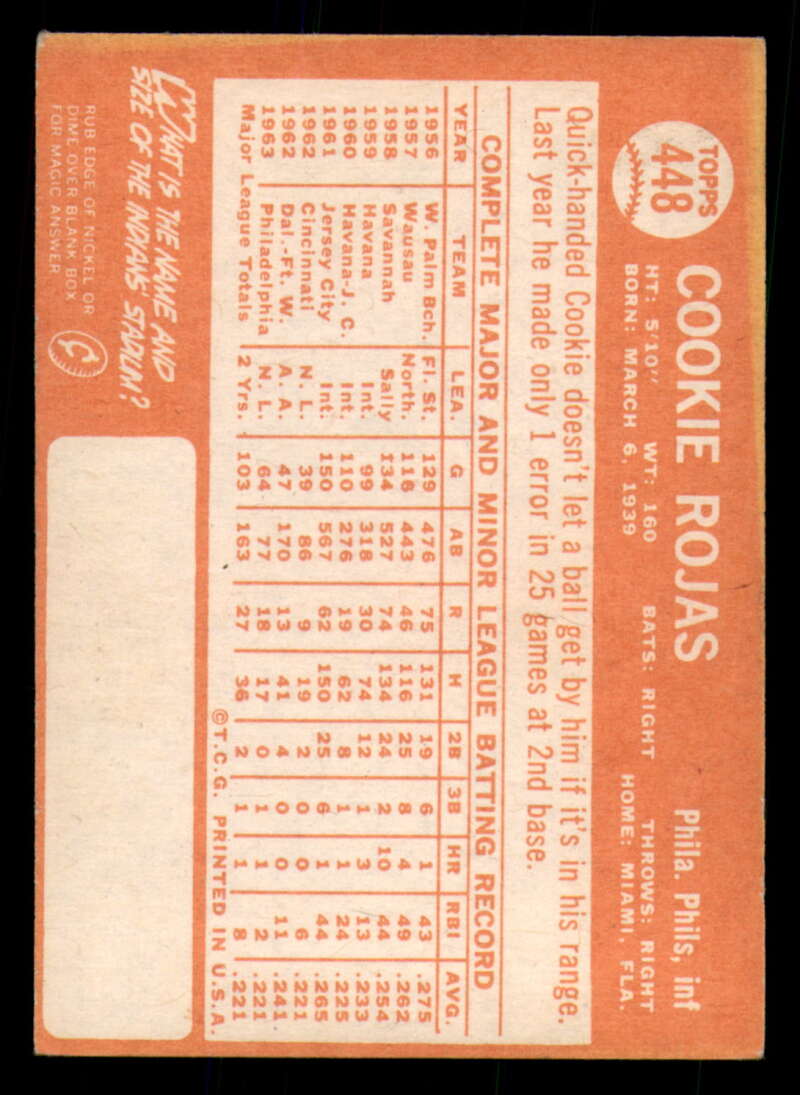 TOPPS
448
COOKIE ROJAS
Phila. Phils, inf
HT: 5'10" WT: 160 BATS: RIGHT THROWS: RIGHT
BORN: MARCH 6, 1939 HOME: MIAMI, FLA.
Quick-handed Cookie doesn't let a ball get by him if it's in his range.
Last year he made only 1 error in 25 games at 2nd base.
COMPLETE MAJOR AND MINOR LEAGUE BATTING RECORD
YEAR TEAM LEA. G AB R H 2B 3B HR RBI AVG.
1956 W. Palm Bch. Fl. St. 129 476 75 131 19 6 1 43 .275
1957 Wausau North. 116 443 46 116 25 8 4 49 .262
1958 Savannah Sally 134 527 74 134 24 2 10 44 .254
1959 Havana Int. 99 318 30 74 12 1 3 13 .233
1960 Havana-J. C. Int. 110 276 19 62 8 1 1 24 .225
1961 Jersey City Int. 150 567 62 150 25 6 1 44 .265
1962 Cincinnati N. L. 39 86 9 19 2 0 0 6 .221
1962 Dal.-Ft. W. A. A. 47 170 13 41 4 0 0 11 .241
1963 Philadelphia N. L. 64 77 18 17 0 1 1 2 .221
Major League Totals 2 Yrs. 103 163 27 36 2 1 1 8 .221
©T.C.G. PRINTED IN U.S.A.
WHAT IS THE NAME AND
SIZE OF THE INDIANS' STADIUM?
RUB EDGE OF NICKEL OR
DIME OVER BLANK BOX
FOR MAGIC ANSWER